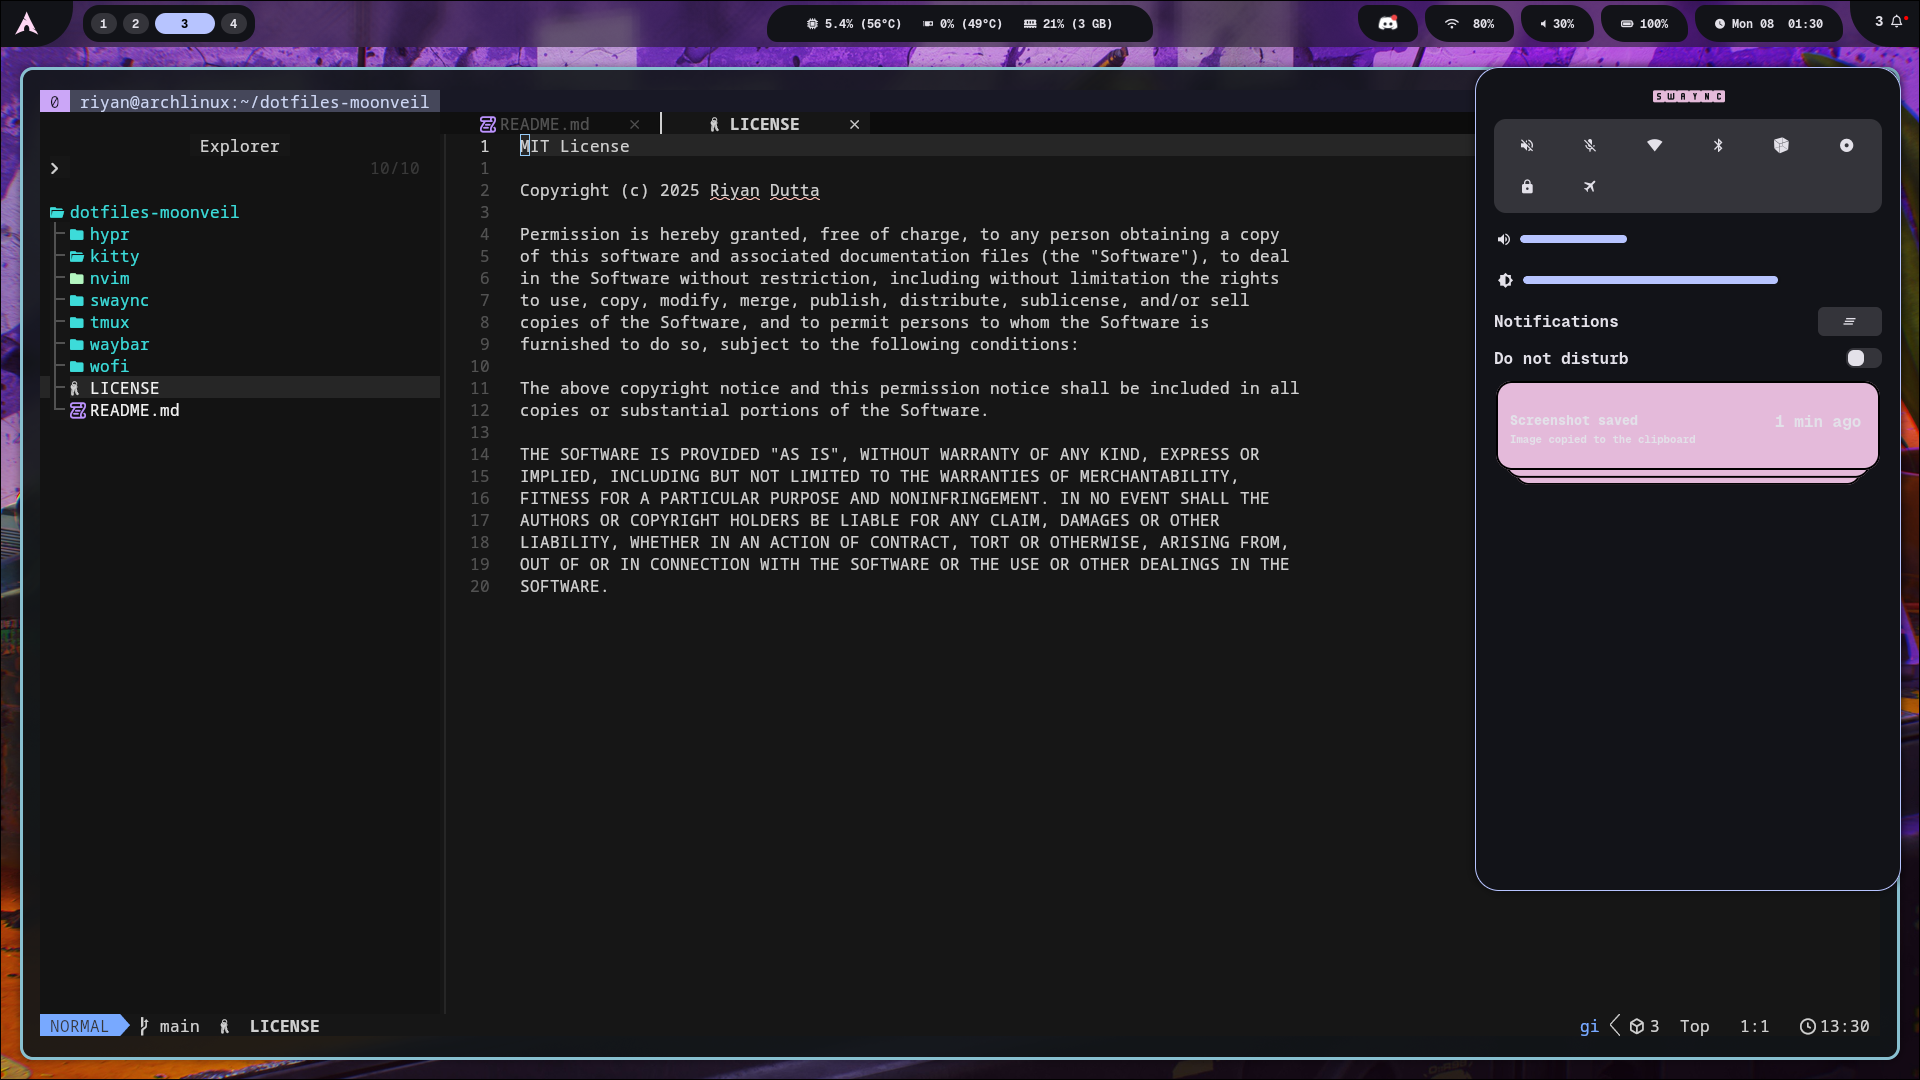 1 2 3 4
5.4% (56°C) 0% (49°C) 21% (3 GB)
80%
30%
100%
Mon 08 01:30
3
0 riyan@archlinux:~/dotfiles-moonveil
Explorer
10/10
dotfiles-moonveil
hypr
kitty
nvim
swaync
tmux
waybar
wofi
LICENSE
README.md
README.md × LICENSE ×
1 MIT License
1
2 Copyright (c) 2025 Riyan Dutta
3
4 Permission is hereby granted, free of charge, to any person obtaining a copy
5 of this software and associated documentation files (the "Software"), to deal
6 in the Software without restriction, including without limitation the rights
7 to use, copy, modify, merge, publish, distribute, sublicense, and/or sell
8 copies of the Software, and to permit persons to whom the Software is
9 furnished to do so, subject to the following conditions:
10
11 The above copyright notice and this permission notice shall be included in all
12 copies or substantial portions of the Software.
13
14 THE SOFTWARE IS PROVIDED "AS IS", WITHOUT WARRANTY OF ANY KIND, EXPRESS OR
15 IMPLIED, INCLUDING BUT NOT LIMITED TO THE WARRANTIES OF MERCHANTABILITY,
16 FITNESS FOR A PARTICULAR PURPOSE AND NONINFRINGEMENT. IN NO EVENT SHALL THE
17 AUTHORS OR COPYRIGHT HOLDERS BE LIABLE FOR ANY CLAIM, DAMAGES OR OTHER
18 LIABILITY, WHETHER IN AN ACTION OF CONTRACT, TORT OR OTHERWISE, ARISING FROM,
19 OUT OF OR IN CONNECTION WITH THE SOFTWARE OR THE USE OR OTHER DEALINGS IN THE
20 SOFTWARE.
SWAYNC
Notifications
Do not disturb
Screenshot saved 1 min ago
Image copied to the clipboard
NORMAL main LICENSE
gi 3 Top 1:1 13:30